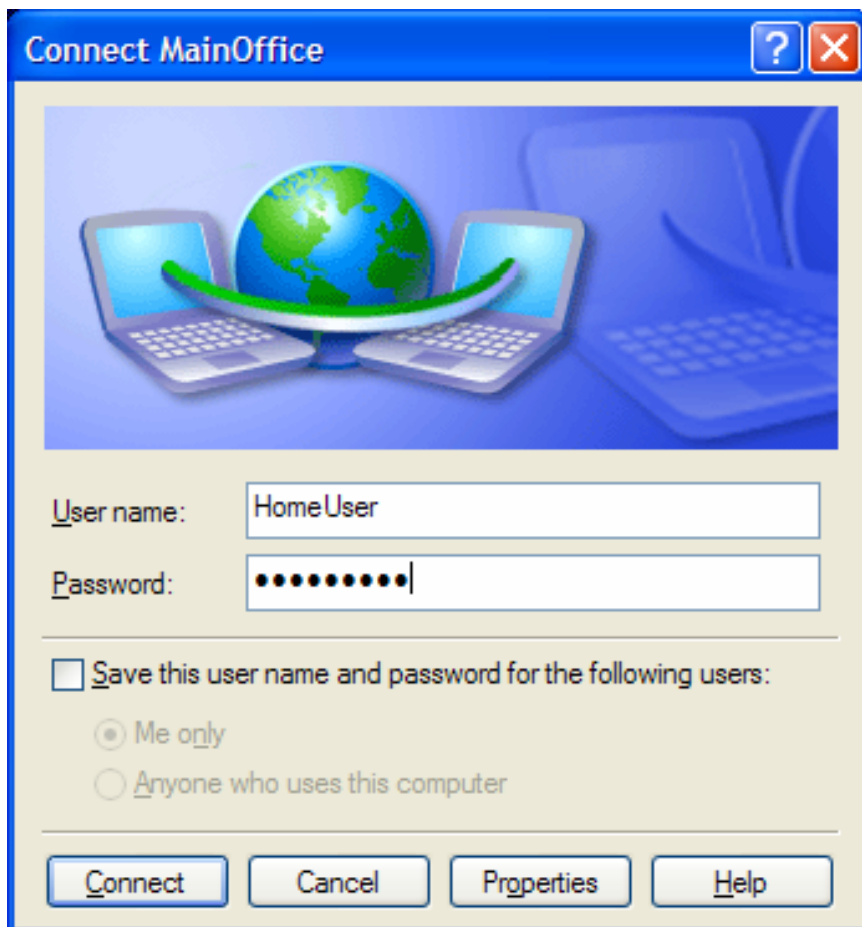 Connect MainOffice
User name: HomeUser
Password: •••••••••
Save this user name and password for the following users:
Me only
Anyone who uses this computer
Connect Cancel Properties Help